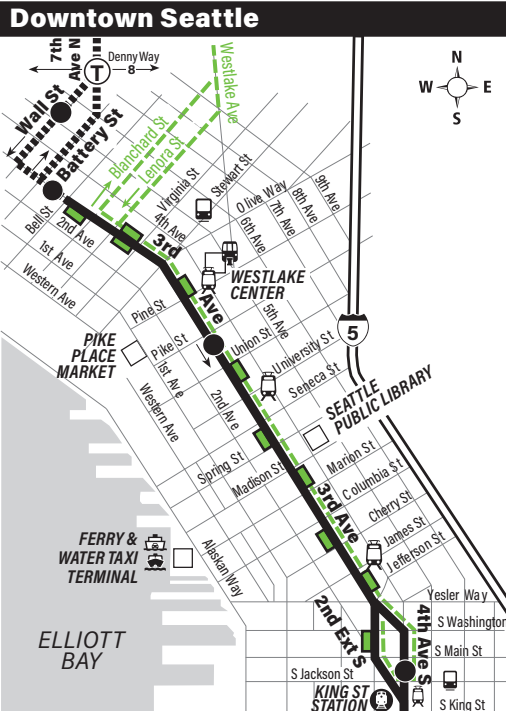 Downtown Seattle
7th
Ave N
Denny Way
8
T
Wall St
Battery St
Westlake Ave
Blanchard St
Lenora St
N
W
E
S
Virginia St
Stewart St
Olive Way
9th Ave
8th Ave
7th Ave
6th Ave
4th Ave
Bell St
2nd Ave
1st Ave
Western Ave
3rd
Ave
WESTLAKE
CENTER
5th Ave
5
Pine St
PIKE
PLACE
MARKET
Pike St
1st Ave
Union St
University St
Seneca St
Western Ave
2nd Ave
SEATTLE
PUBLIC LIBRARY
Spring St
Madison St
Marion St
Columbia St
3rd Ave
Cherry St
James St
Jefferson St
FERRY &
WATER TAXI
TERMINAL
Alaskan Way
Yesler Way
2nd Ext S
4th Ave S
S Washington
ELLIOTT
BAY
S Main St
S Jackson St
KING ST
STATION
S King St